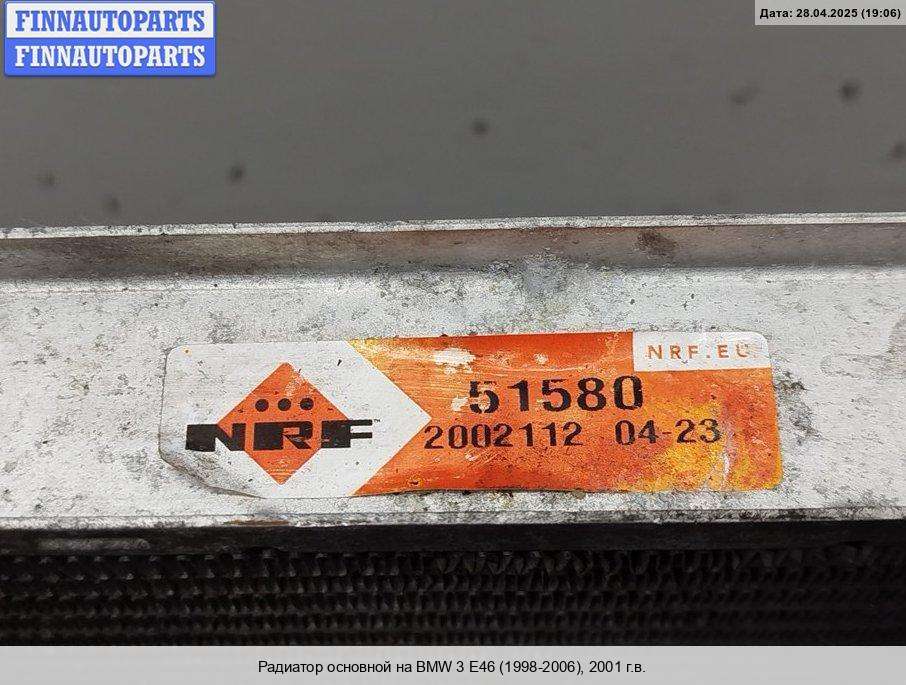 FINNAUTOPARTS
FINNAUTOPARTS
Дата: 28.04.2025 (19:06)
NRF.EU
51580
NRF
2002112 04-23
Радиатор основной на BMW 3 E46 (1998-2006), 2001 г.в.